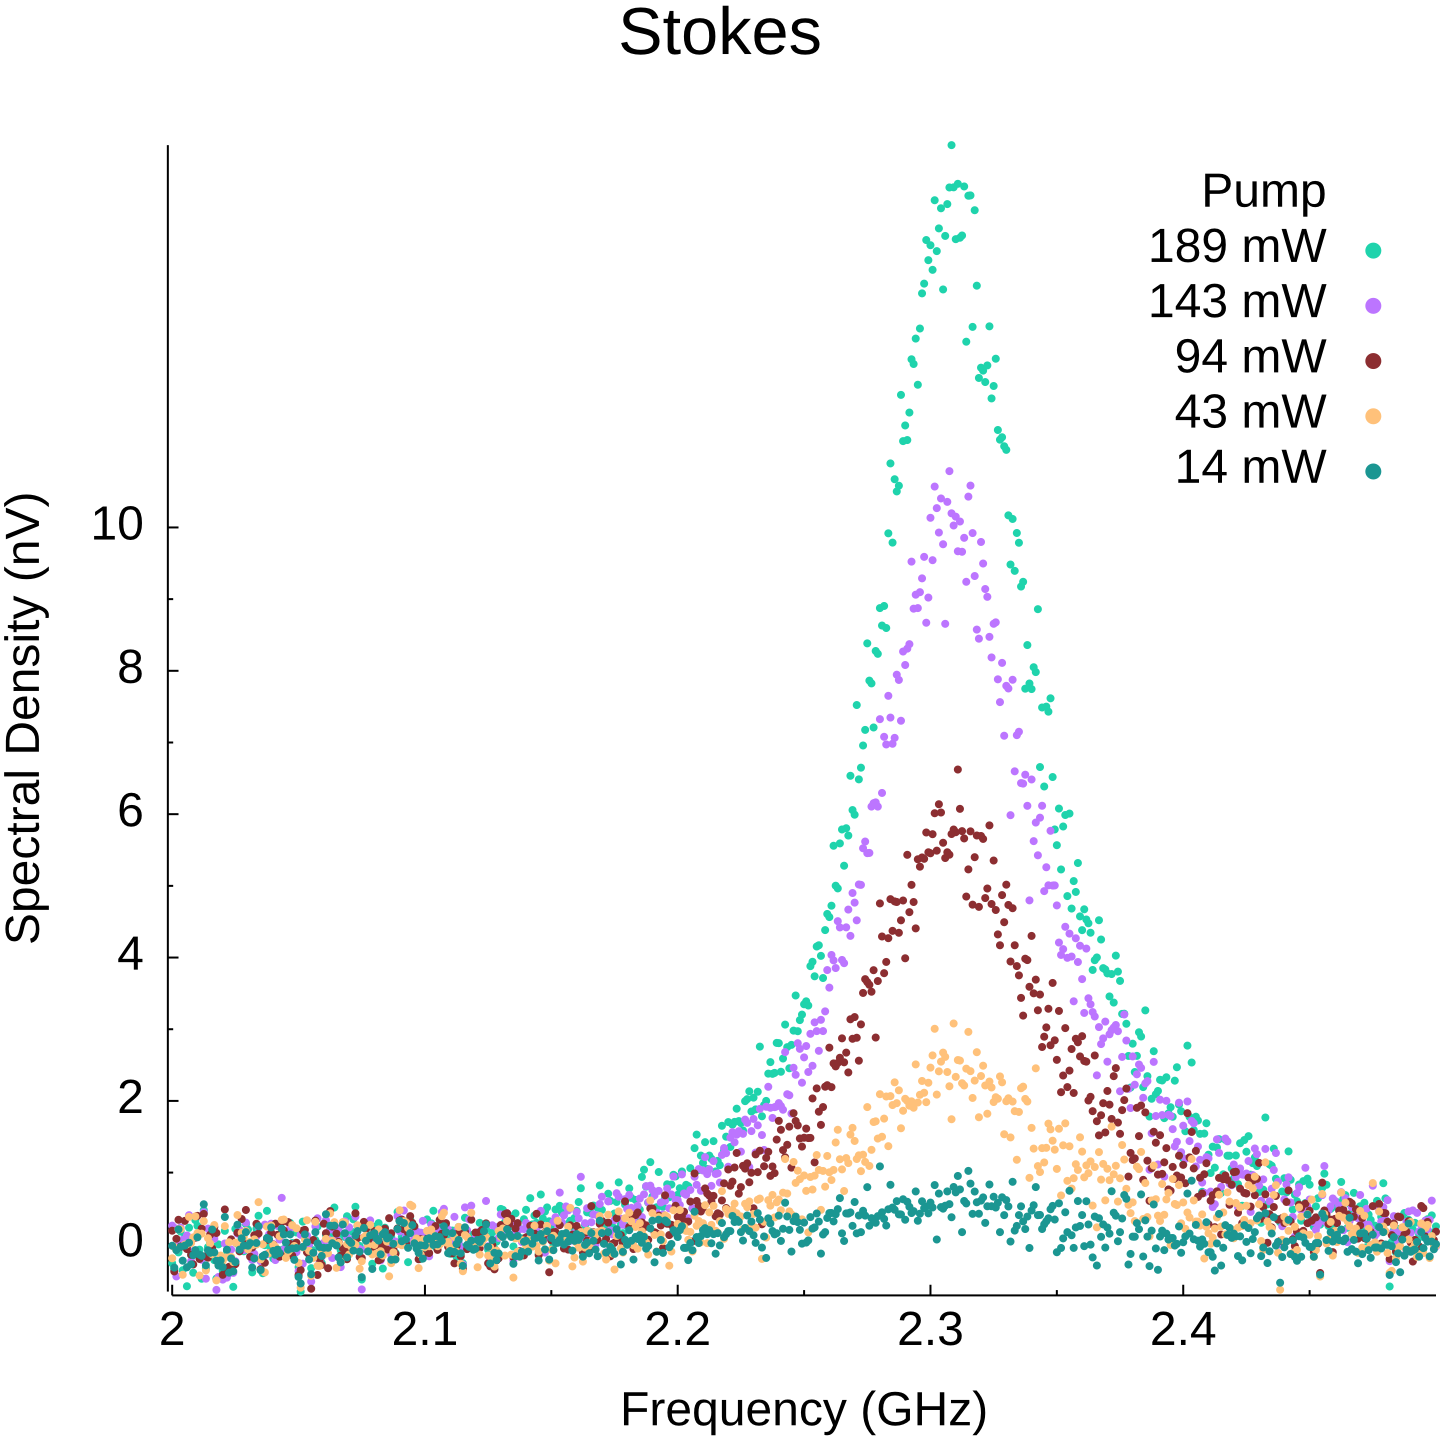 Stokes
Pump
189 mW
143 mW
94 mW
43 mW
14 mW
Spectral Density (nV)
10
8
6
4
2
0
2
2.1
2.2
2.3
2.4
Frequency (GHz)